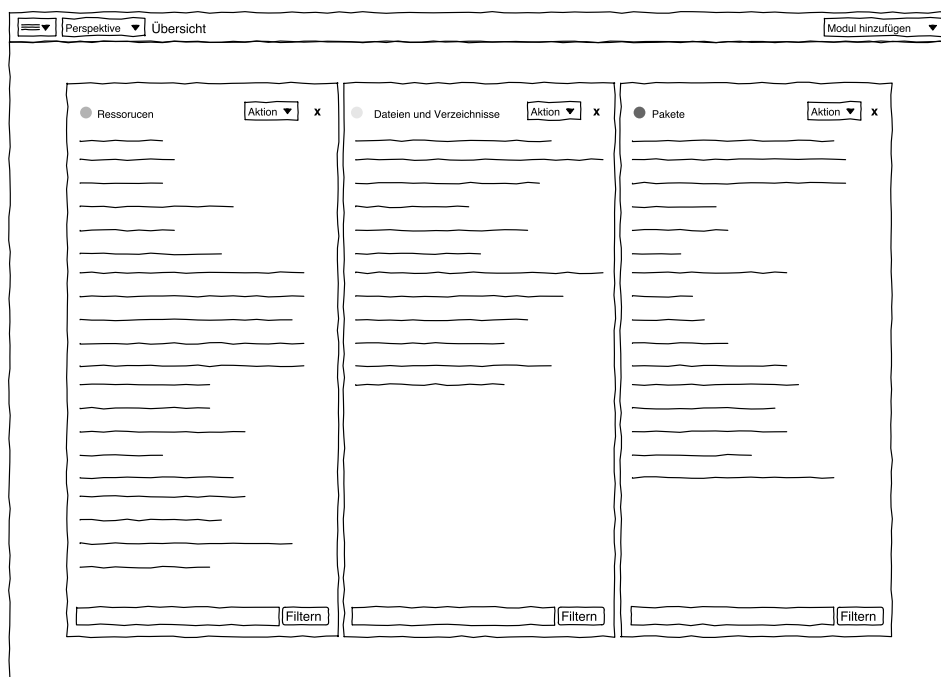 Perspektive Übersicht Modul hinzufügen
Ressorucen Aktion x
Dateien und Verzeichnisse Aktion x
Pakete Aktion x
Filtern
Filtern
Filtern